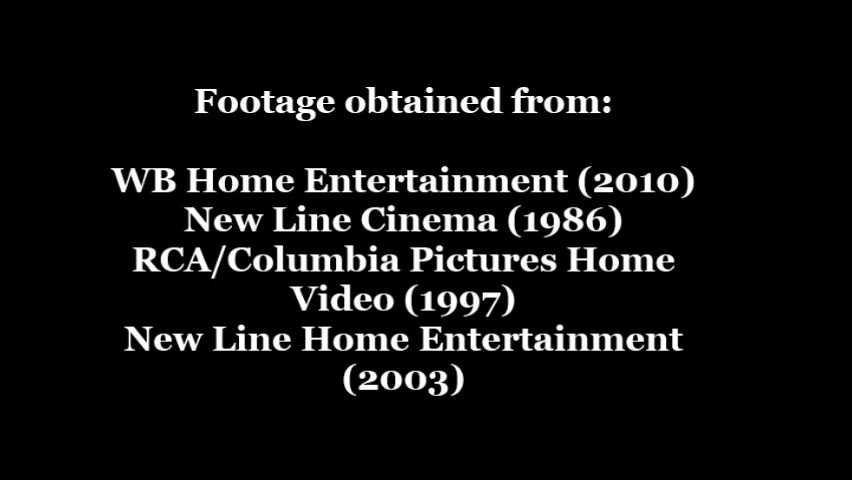 Footage obtained from:
WB Home Entertainment (2010)
New Line Cinema (1986)
RCA/Columbia Pictures Home
Video (1997)
New Line Home Entertainment
(2003)